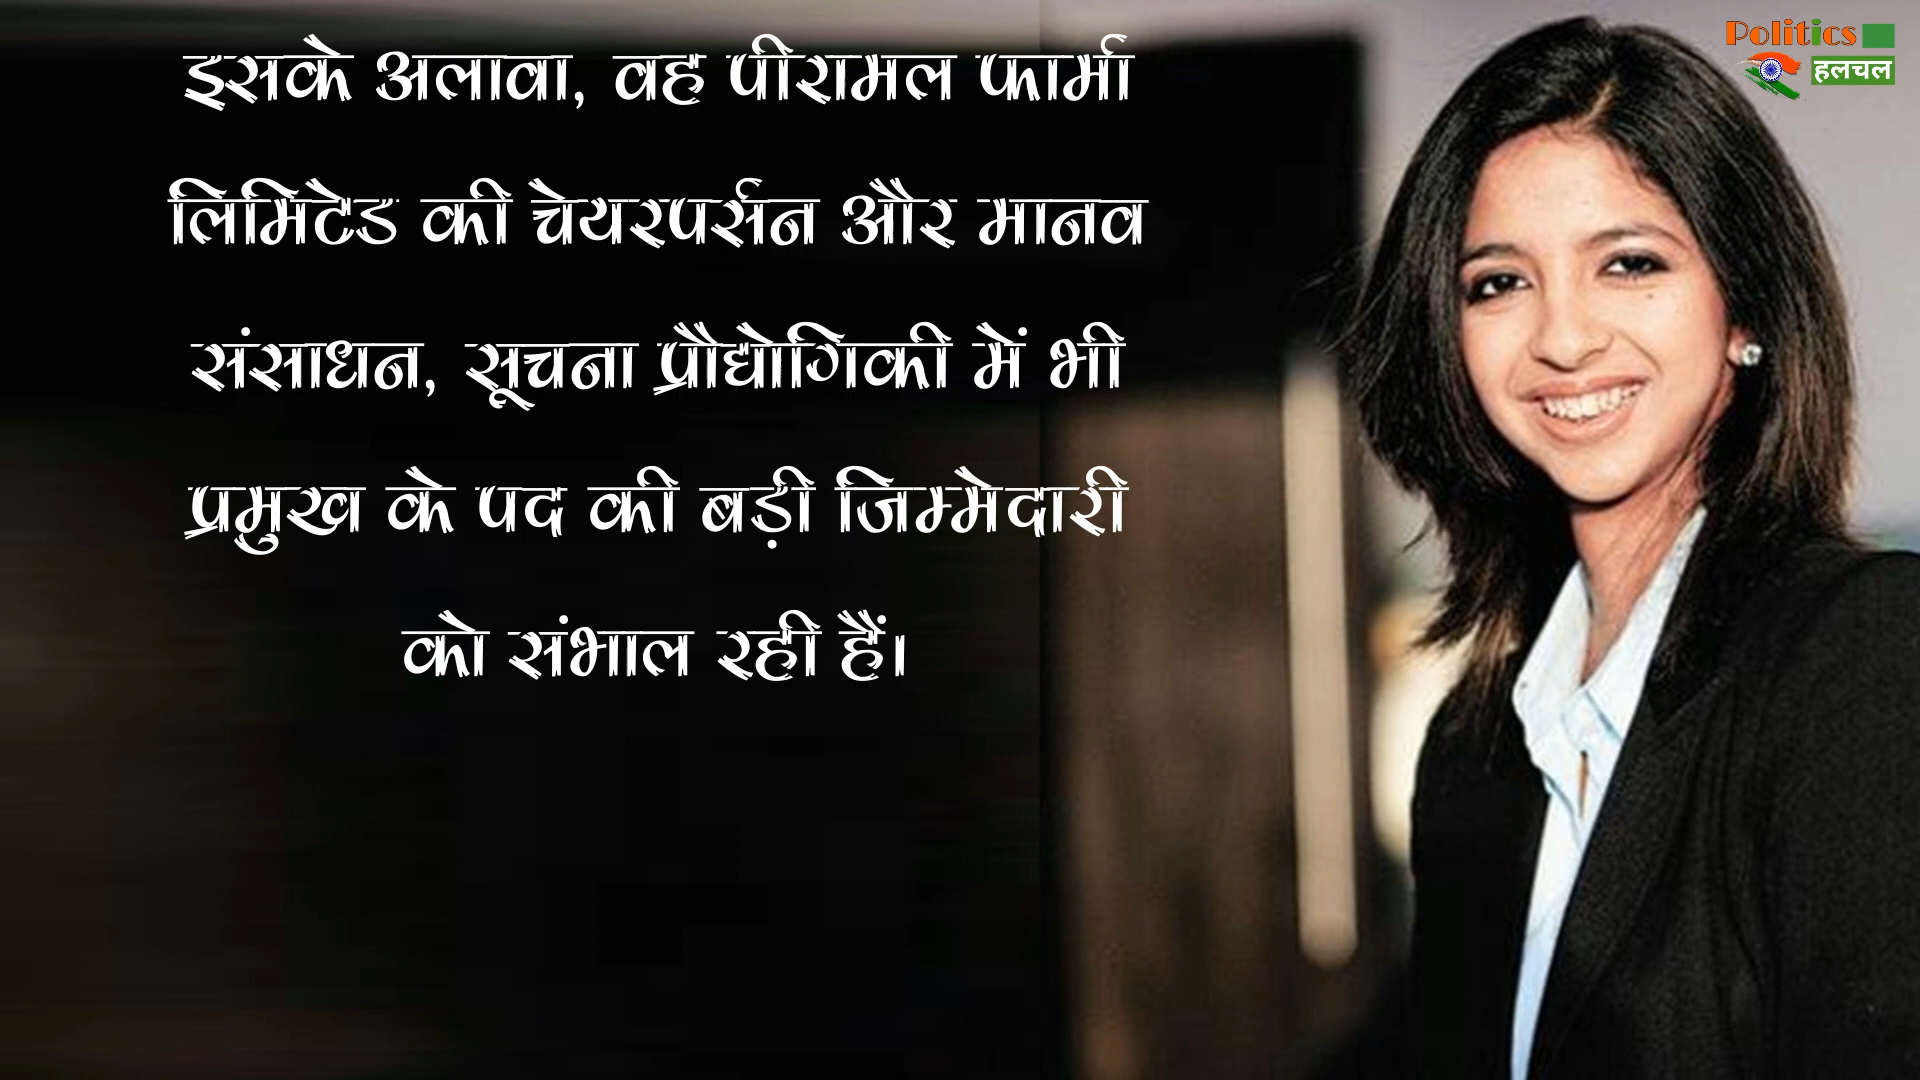 इसके अलावा, वह पीरामल फार्मा
लिमिटेड की चेयरपर्सन और मानव
संसाधन, सूचना प्रौद्योगिकी में भी
प्रमुख के पद की बड़ी जिम्मेदारी
को संभाल रही हैं।
Politics
हलचल